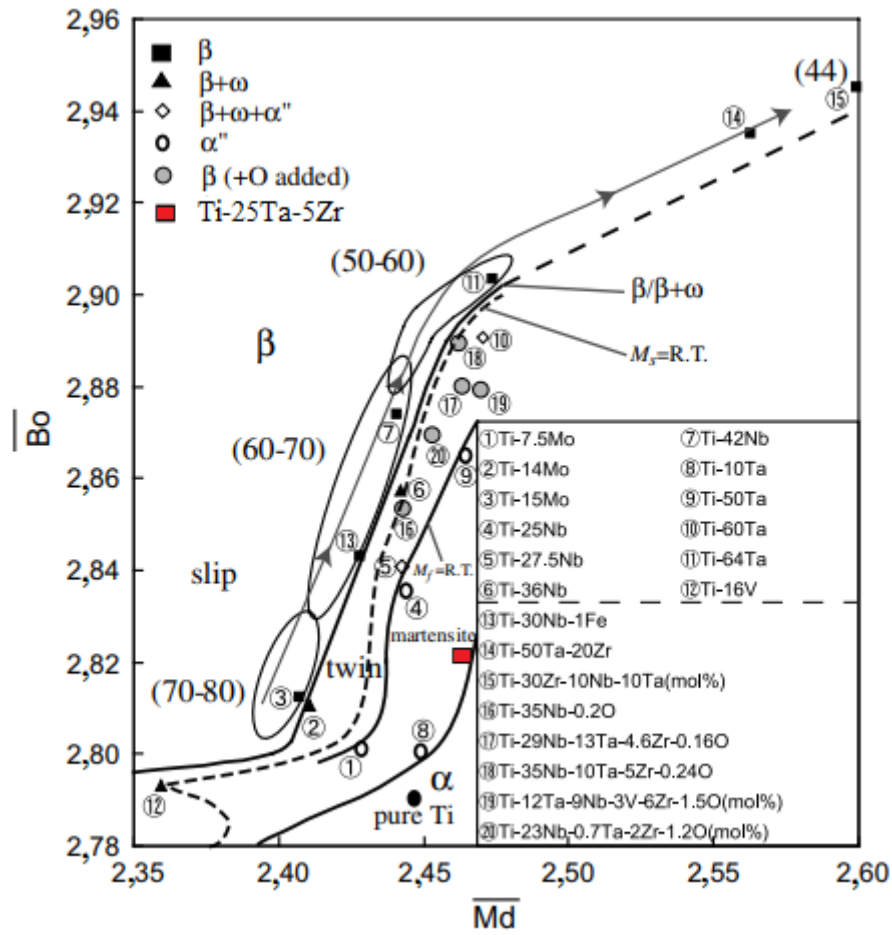 2,96
2,94
2,92
2,90
2,88
2,86
2,84
2,82
2,80
2,78
Bo
β
β+ω
β+ω+α"
α"
β (+O added)
Ti-25Ta-5Zr
(44)
⑮
⑭
(50-60)
⑪
β/β+ω
β
⑩
Ms=R.T.
⑱
⑰
⑲
⑦
(60-70)
⑳
⑨
⑥
⑯
⑬
⑤
Mf=R.T.
slip
④
martensite
twin
(70-80)
③
②
①
⑧
α
pure Ti
⑫
①Ti-7.5Mo ⑦Ti-42Nb
②Ti-14Mo ⑧Ti-10Ta
③Ti-15Mo ⑨Ti-50Ta
④Ti-25Nb ⑩Ti-60Ta
⑤Ti-27.5Nb ⑪Ti-64Ta
⑥Ti-36Nb ⑫Ti-16V
⑬Ti-30Nb-1Fe
⑭Ti-50Ta-20Zr
⑮Ti-30Zr-10Nb-10Ta(mol%)
⑯Ti-35Nb-0.2O
⑰Ti-29Nb-13Ta-4.6Zr-0.16O
⑱Ti-35Nb-10Ta-5Zr-0.24O
⑲Ti-12Ta-9Nb-3V-6Zr-1.5O(mol%)
⑳Ti-23Nb-0.7Ta-2Zr-1.2O(mol%)
2,35 2,40 2,45 2,50 2,55 2,60
Md